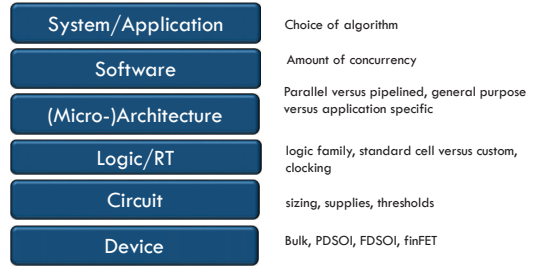 System/Application
Choice of algorithm
Software
Amount of concurrency
(Micro-)Architecture
Parallel versus pipelined, general purpose
versus application specific
Logic/RT
logic family, standard cell versus custom,
clocking
Circuit
sizing, supplies, thresholds
Device
Bulk, PDSOI, FDSOI, finFET